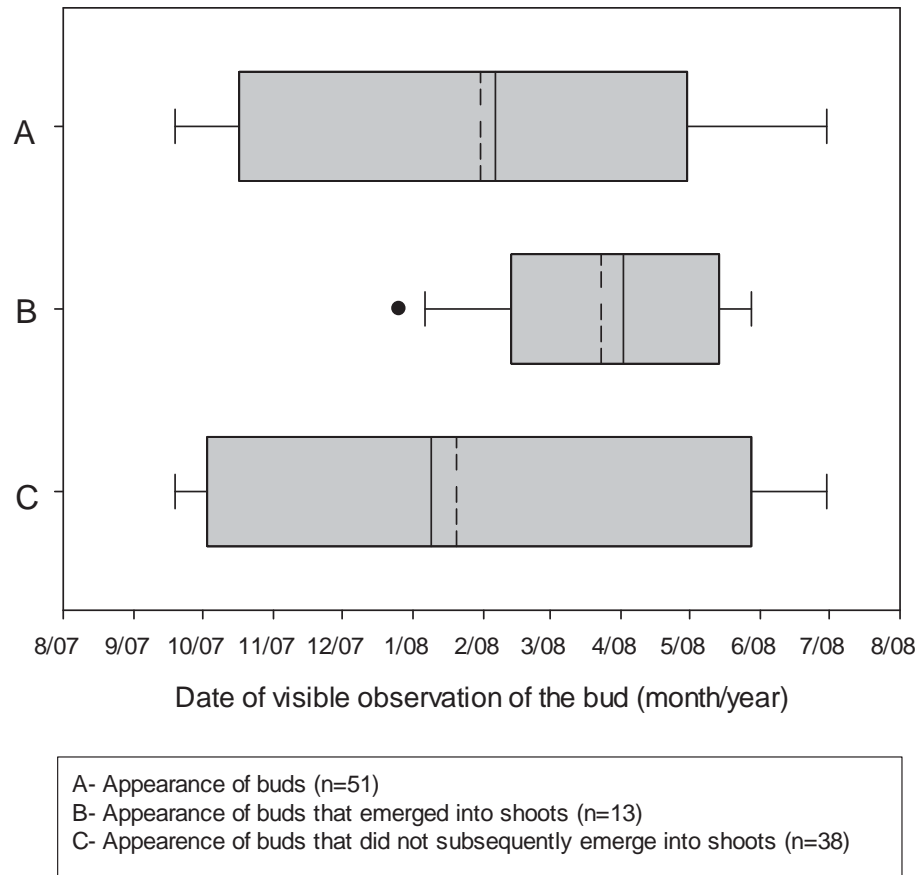 A
B
C
8/07 9/07 10/07 11/07 12/07 1/08 2/08 3/08 4/08 5/08 6/08 7/08 8/08
Date of visible observation of the bud (month/year)
A- Appearance of buds (n=51)
B- Appearance of buds that emerged into shoots (n=13)
C- Appearence of buds that did not subsequently emerge into shoots (n=38)